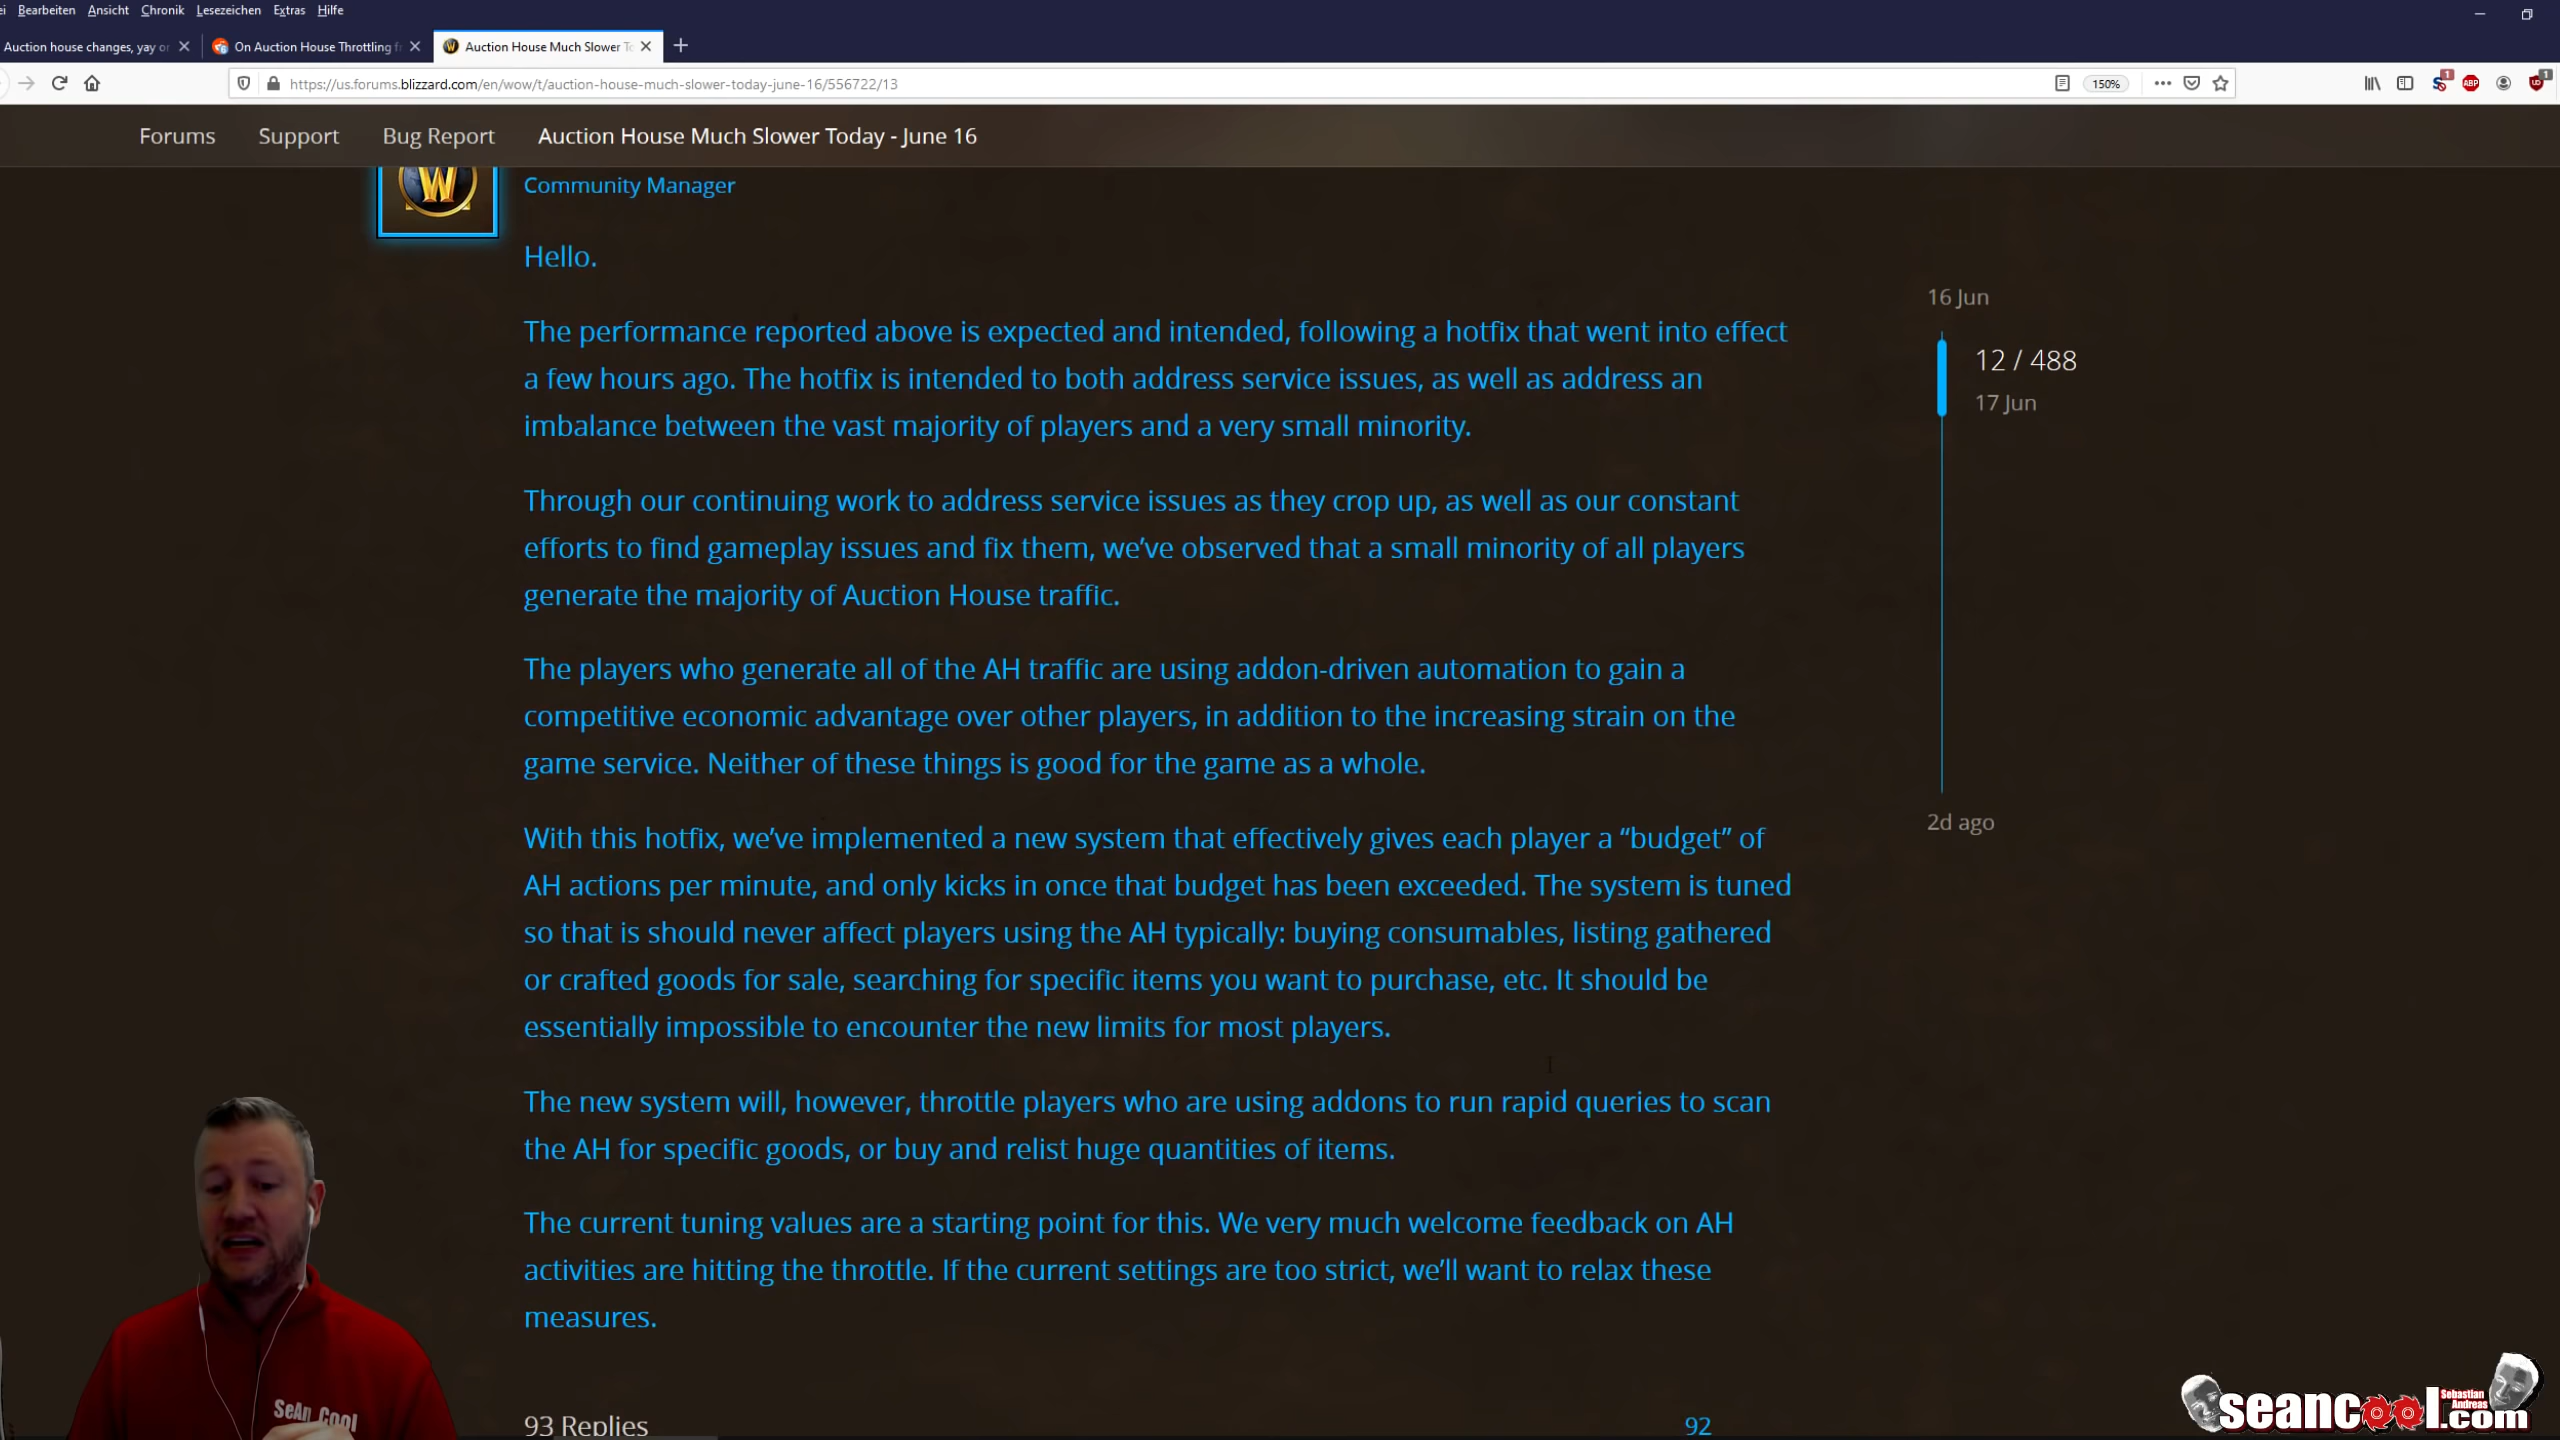 Bearbeiten Ansicht Chronik Lesezeichen Extras Hilfe
Auction house changes, yay or
On Auction House Throttling f
Auction House Much Slower To
https://us.forums.blizzard.com/en/wow/t/auction-house-much-slower-today-june-16/556722/13
150%
1
ABP
1
Forums Support Bug Report Auction House Much Slower Today - June 16
W
Community Manager
Hello.
The performance reported above is expected and intended, following a hotfix that went into effect
a few hours ago. The hotfix is intended to both address service issues, as well as address an
imbalance between the vast majority of players and a very small minority.
Through our continuing work to address service issues as they crop up, as well as our constant
efforts to find gameplay issues and fix them, we’ve observed that a small minority of all players
generate the majority of Auction House traffic.
The players who generate all of the AH traffic are using addon-driven automation to gain a
competitive economic advantage over other players, in addition to the increasing strain on the
game service. Neither of these things is good for the game as a whole.
With this hotfix, we’ve implemented a new system that effectively gives each player a “budget” of
AH actions per minute, and only kicks in once that budget has been exceeded. The system is tuned
so that is should never affect players using the AH typically: buying consumables, listing gathered
or crafted goods for sale, searching for specific items you want to purchase, etc. It should be
essentially impossible to encounter the new limits for most players.
The new system will, however, throttle players who are using addons to run rapid queries to scan
the AH for specific goods, or buy and relist huge quantities of items.
The current tuning values are a starting point for this. We very much welcome feedback on AH
activities are hitting the throttle. If the current settings are too strict, we’ll want to relax these
measures.
93 Replies
92
16 Jun
12 / 488
17 Jun
2d ago
SeAn Cool
seancool.com
Sebastian
Andreas